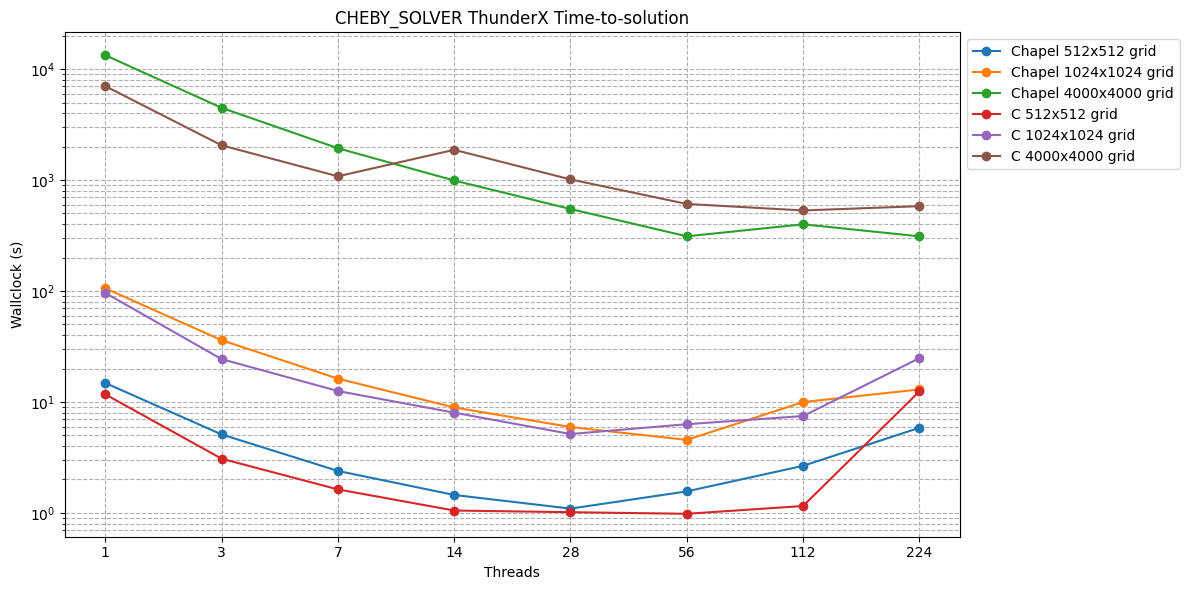 CHEBY_SOLVER ThunderX Time-to-solution
Wallclock (s)
10^4
10^3
10^2
10^1
10^0
1 3 7 14 28 56 112 224
Threads
Chapel 512x512 grid
Chapel 1024x1024 grid
Chapel 4000x4000 grid
C 512x512 grid
C 1024x1024 grid
C 4000x4000 grid